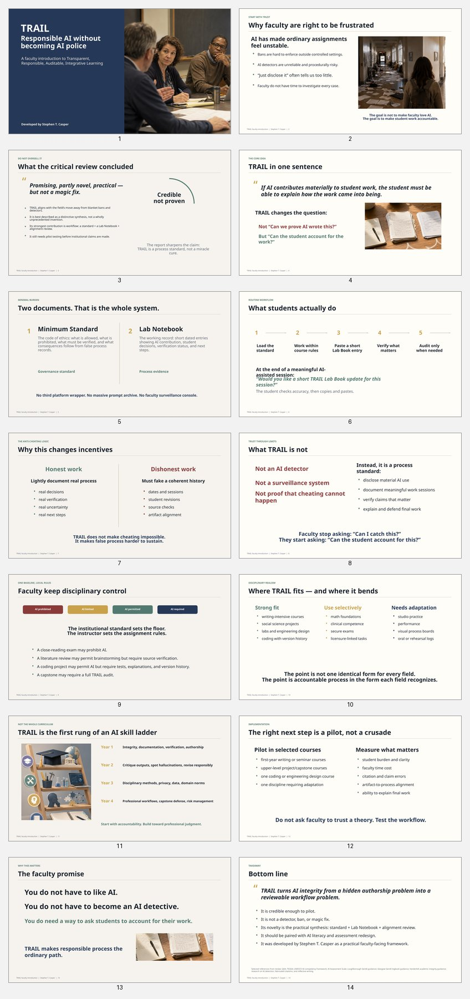 TRAIL
Responsible AI without
becoming AI police
A faculty introduction to Transparent,
Responsible, Auditable, Integrative Learning
Developed by Stephen T. Casper
1
START WITH TRUST
Why faculty are right to be frustrated
AI has made ordinary assignments
feel unstable.
• Bans are hard to enforce outside controlled settings.
• AI detectors are unreliable and procedurally risky.
• “Just disclose it” often tells us too little.
• Faculty do not have time to investigate every case.
The goal is not to make faculty love AI.
The goal is to make student work accountable.
TRAIL faculty introduction | Stephen T. Casper | 2
2
DO NOT OVERSELL IT
What the critical review concluded
“
Promising, partly novel, practical —
but not a magic fix.
• TRAIL aligns with the field’s move away from blanket bans and
detectors.
• It is best described as a distinctive synthesis, not a wholly
unprecedented invention.
• Its strongest contribution is workflow: a standard + a Lab Notebook +
alignment review.
• It still needs pilot testing before institutional claims are made.
Credible
not proven
The report sharpens the claim:
TRAIL is a process standard, not a miracle
cure.
TRAIL faculty introduction | Stephen T. Casper | 3
3
THE CORE IDEA
TRAIL in one sentence
“
If AI contributes materially to student work, the student must be
able to explain how the work came into being.
TRAIL changes the question:
Not “Can we prove AI wrote this?”
But “Can the student account for the
work?”
TRAIL faculty introduction | Stephen T. Casper | 4
4
MINIMAL BURDEN
Two documents. That is the whole system.
1
Minimum Standard
The code of ethics: what is allowed, what is
prohibited, what must be verified, and what
consequences follow from false process
records.
Governance standard
2
Lab Notebook
The working record: short dated entries
showing AI contribution, student
decisions, verification status, and next
steps.
Process evidence
No third platform wrapper. No massive prompt archive. No faculty surveillance console.
TRAIL faculty introduction | Stephen T. Casper | 5
5
ROUTINE WORKFLOW
What students actually do
1 2 3 4 5
Load the
standard
Work within
course rules
Paste a short
Lab Book entry
Verify what
matters
Audit only
when needed
At the end of a meaningful AI-
assisted session:
“Would you like a short TRAIL Lab Book update for this
session?”
The student checks accuracy, then copies and pastes.
TRAIL faculty introduction | Stephen T. Casper | 6
6
THE ANTI-CHEATING LOGIC
Why this changes incentives
Honest work
Lightly document real process
• real decisions
• real verification
• real uncertainty
• real next steps
Dishonest work
Must fake a coherent history
• dates and sessions
• student revisions
• source checks
• artifact alignment
TRAIL does not make cheating impossible.
It makes false process harder to sustain.
TRAIL faculty introduction | Stephen T. Casper | 7
7
TRUST THROUGH LIMITS
What TRAIL is not
Not an AI detector
Not a surveillance system
Not proof that cheating cannot
happen
Instead, it is a process
standard:
• disclose material AI use
• document meaningful work sessions
• verify claims that matter
• explain and defend final work
Faculty stop asking: “Can I catch this?”
They start asking: “Can the student account for this?”
TRAIL faculty introduction | Stephen T. Casper | 8
8
ONE BASELINE, LOCAL RULES
Faculty keep disciplinary control
AI prohibited
AI limited
AI permitted
AI required
The institutional standard sets the floor.
The instructor sets the assignment rules.
• A close-reading exam may prohibit AI.
• A literature review may permit brainstorming but require source verification.
• A coding project may permit AI but require tests, explanations, and version history.
• A capstone may require a full TRAIL audit.
TRAIL faculty introduction | Stephen T. Casper | 9
9
DISCIPLINARY REALISM
Where TRAIL fits — and where it bends
Strong fit
• writing-intensive courses
• social science projects
• labs and engineering design
• coding with version history
Use selectively
• math foundations
• clinical competence
• secure exams
• licensure-linked tasks
Needs adaptation
• studio practice
• performance
• visual process boards
• oral or rehearsal logs
The point is not one identical form for every field.
The point is accountable process in the form each field recognizes.
TRAIL faculty introduction | Stephen T. Casper | 10
10
NOT THE WHOLE CURRICULUM
TRAIL is the first rung of an AI skill ladder
Year 1 Integrity, documentation, verification, authorship
Year 2 Critique outputs, spot hallucinations, revise responsibly
Year 3 Disciplinary methods, privacy, data, domain norms
Year 4 Professional workflows, capstone defense, risk management
Start with accountability. Build toward professional judgment.
TRAIL faculty introduction | Stephen T. Casper | 11
11
IMPLEMENTATION
The right next step is a pilot, not a crusade
Pilot in selected courses
• first-year writing or seminar courses
• upper-level project/capstone courses
• one coding or engineering design course
• one discipline requiring adaptation
Measure what matters
• student burden and clarity
• faculty time cost
• citation and claim errors
• artifact-to-process alignment
• ability to explain final work
Do not ask faculty to trust a theory. Test the workflow.
TRAIL faculty introduction | Stephen T. Casper | 12
12
WHY THIS MATTERS
The faculty promise
You do not have to like AI.
You do not have to become an AI detective.
You do need a way to ask students to account for their work.
TRAIL makes responsible process the
ordinary path.
TRAIL faculty introduction | Stephen T. Casper | 13
13
TAKEAWAY
Bottom line
“
TRAIL turns AI integrity from a hidden authorship problem into a
reviewable workflow problem.
• It is credible enough to pilot.
• It is not a detector, ban, or magic fix.
• Its novelty is the practical synthesis: standard + Lab Notebook + alignment review.
• It should be paired with AI literacy and assessment redesign.
• It was developed by Stephen T. Casper as a practical faculty-facing framework.
Selected references from review: QAA; TEQSA; UNESCO AI competency framework; AI Assessment Scale; Loughborough GenAI guidance; Glasgow GenAI logbook guidance; Vanderbilt academic integrity guidance;
research on AI detection, fabricated citations, and reflective writing.
TRAIL faculty introduction | Stephen T. Casper | 14
14